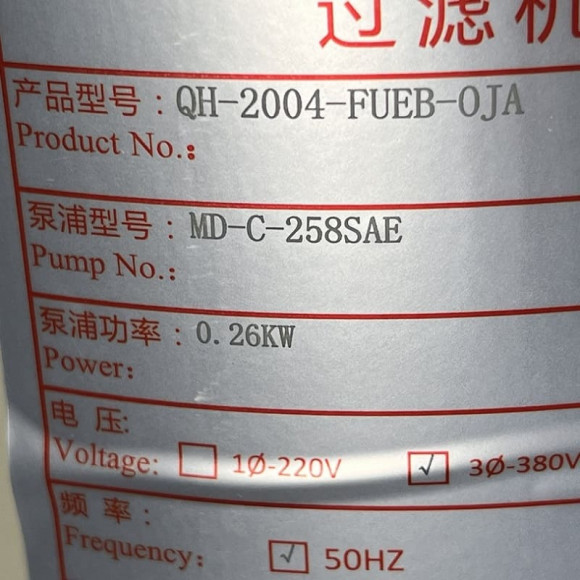 过滤机
产品型号：QH-2004-FUEB-OJA
Product No.:
泵浦型号：MD-C-258SAE
Pump No.:
泵浦功率：0.26KW
Power:
电 压:
Voltage: 1Ø-220V √ 3Ø-380V
频 率：
Frequency: √ 50HZ